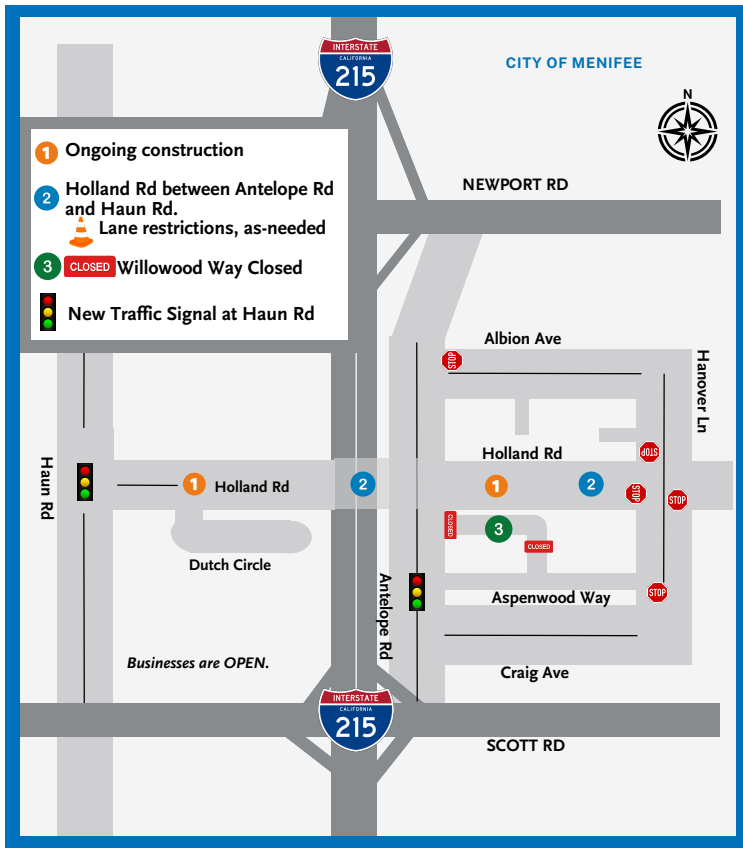 INTERSTATE
CALIFORNIA
215
CITY OF MENIFEE
N
1 Ongoing construction
2 Holland Rd between Antelope Rd
and Haun Rd.
Lane restrictions, as-needed
3 CLOSED Willowood Way Closed
New Traffic Signal at Haun Rd
NEWPORT RD
Albion Ave
STOP
Hanover Ln
Holland Rd
STOP
Haun Rd
1 Holland Rd
2
1
2
STOP
STOP
CLOSED
3
CLOSED
Dutch Circle
Antelope Rd
Aspenwood Way
STOP
Businesses are OPEN.
Craig Ave
INTERSTATE
CALIFORNIA
215
SCOTT RD